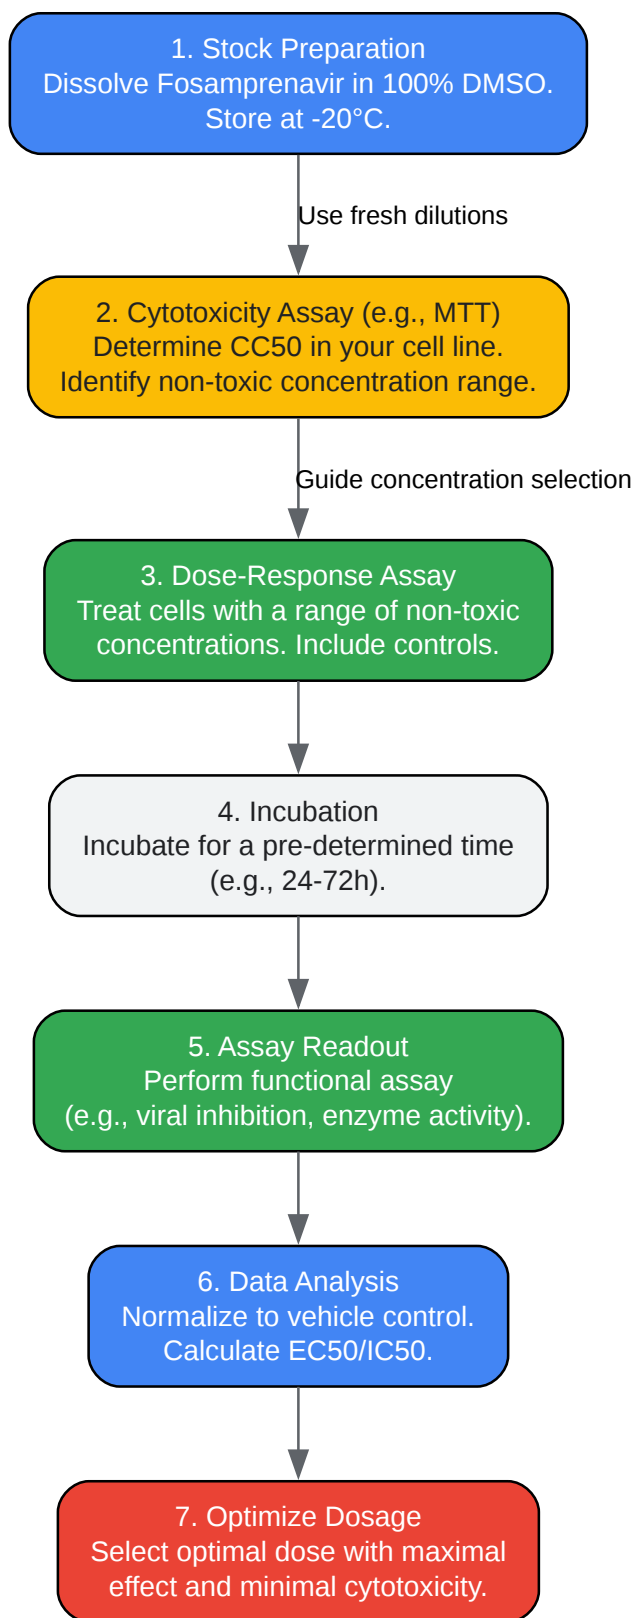 1. Stock Preparation
Dissolve Fosamprenavir in 100% DMSO.
Store at -20°C.
Use fresh dilutions
2. Cytotoxicity Assay (e.g., MTT)
Determine CC50 in your cell line.
Identify non-toxic concentration range.
Guide concentration selection
3. Dose-Response Assay
Treat cells with a range of non-toxic
concentrations. Include controls.
4. Incubation
Incubate for a pre-determined time
(e.g., 24-72h).
5. Assay Readout
Perform functional assay
(e.g., viral inhibition, enzyme activity).
6. Data Analysis
Normalize to vehicle control.
Calculate EC50/IC50.
7. Optimize Dosage
Select optimal dose with maximal
effect and minimal cytotoxicity.